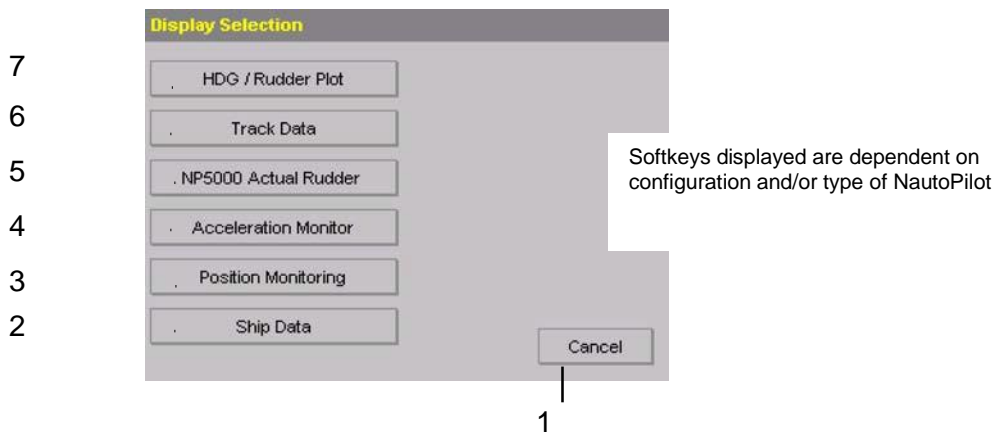 Display Selection
7
HDG / Rudder Plot
6
Track Data
5
NP5000 Actual Rudder
4
Acceleration Monitor
3
Position Monitoring
2
Ship Data
Softkeys displayed are dependent on
configuration and/or type of NautoPilot
Cancel
1